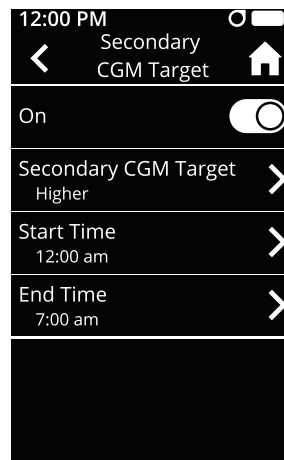 12:00 PM
Secondary
CGM Target
On
Secondary CGM Target
Higher
Start Time
12:00 am
End Time
7:00 am